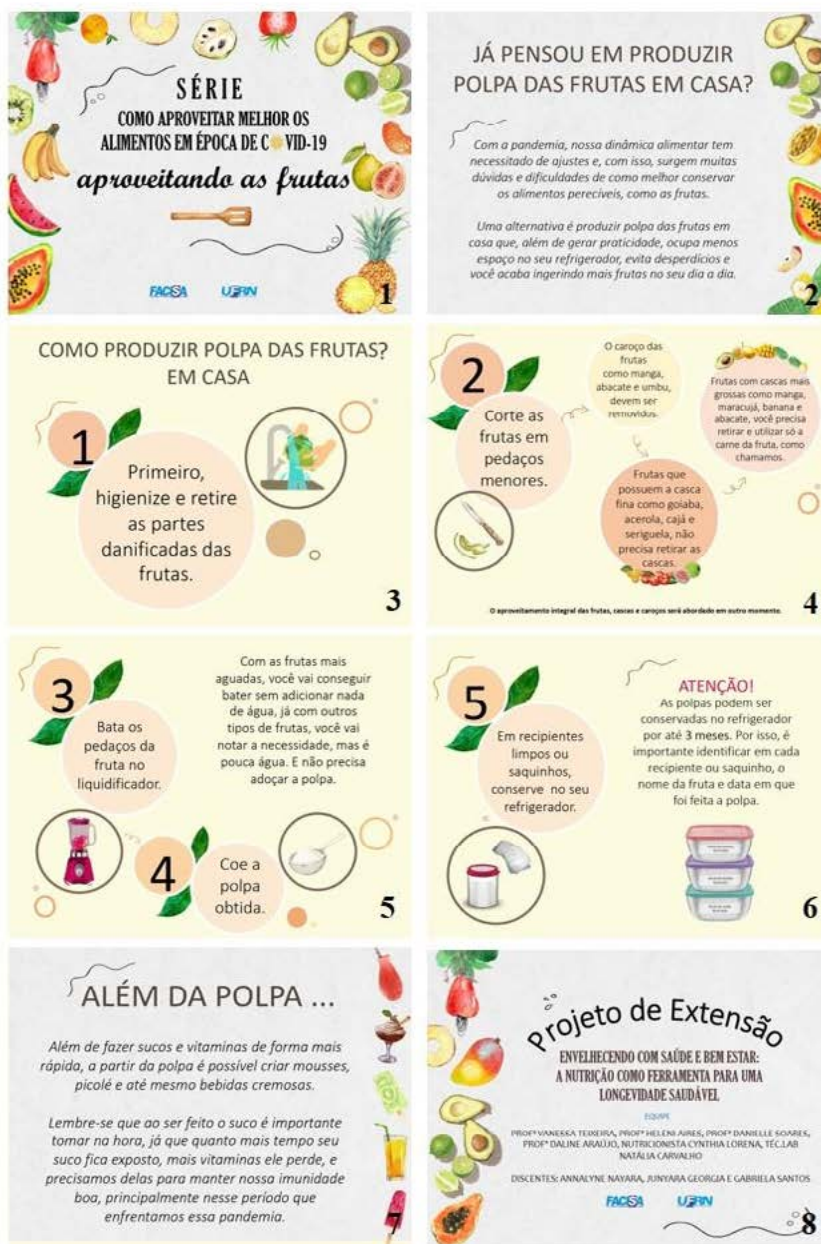 SÉRIE
COMO APROVEITAR MELHOR OS
ALIMENTOS EM ÉPOCA DE COVID-19
aproveitando as frutas
FACISA UFRN
1
JÁ PENSOU EM PRODUZIR
POLPA DAS FRUTAS EM CASA?
Com a pandemia, nossa dinâmica alimentar tem
necessitado de ajustes e, com isso, surgem muitas
dúvidas e dificuldades de como melhor conservar
os alimentos perecíveis, como as frutas.
Uma alternativa é produzir polpa das frutas em
casa que, além de gerar praticidade, ocupa menos
espaço no seu refrigerador, evita desperdícios e
você acaba ingerindo mais frutas no seu dia a dia.
2
COMO PRODUZIR POLPA DAS FRUTAS?
EM CASA
1
Primeiro,
higienize e retire
as partes
danificadas das
frutas.
3
2
Corte as
frutas em
pedaços
menores.
O caroço das
frutas
como manga,
abacate e umbu,
devem ser
removidos.
Frutas que
possuem a casca
fina como goiaba,
acerola, cajá e
seriguela, não
precisa retirar as
cascas.
Frutas com cascas mais
grossas como manga,
maracujá, banana e
abacate, você precisa
retirar e utilizar só a
carne da fruta, como
chamamos.
O aproveitamento integral das frutas, cascas e caroços será abordado em outro momento.
4
3
Bata os
pedaços da
fruta no
liquidificador.
Com as frutas mais
aguadas, você vai conseguir
bater sem adicionar nada
de água, já com outros
tipos de frutas, você vai
notar a necessidade, mas é
pouca água. E não precisa
adoçar a polpa.
4
Coe a
polpa
obtida.
5
5
Em recipientes
limpos ou
saquinhos,
conserve no seu
refrigerador.
ATENÇÃO!
As polpas podem ser
conservadas no refrigerador
por até 3 meses. Por isso, é
importante identificar em cada
recipiente ou saquinho, o
nome da fruta e data em que
foi feita a polpa.
6
ALÉM DA POLPA ...
Além de fazer sucos e vitaminas de forma mais
rápida, a partir da polpa é possível criar mousses,
picolé e até mesmo bebidas cremosas.
Lembre-se que ao ser feito o suco é importante
tomar na hora, já que quanto mais tempo seu
suco fica exposto, mais vitaminas ele perde, e
precisamos delas para manter nossa imunidade
boa, principalmente nesse período que
enfrentamos essa pandemia.
7
Projeto de Extensão
ENVELHECENDO COM SAÚDE E BEM ESTAR:
A NUTRIÇÃO COMO FERRAMENTA PARA UMA
LONGEVIDADE SAUDÁVEL
EQUIPE
PROFª VANESSA TEIXEIRA, PROFª HELENI AIRES, PROFª DANIELLE SOARES,
PROFª DALINE ARAÚJO, NUTRICIONISTA CYNTHIA LORENA, TÉC.LAB
NATÁLIA CARVALHO
DISCENTES: ANNALYNE NAYARA, JUNYARA GEORGIA E GABRIELA SANTOS
FACISA UFRN
8